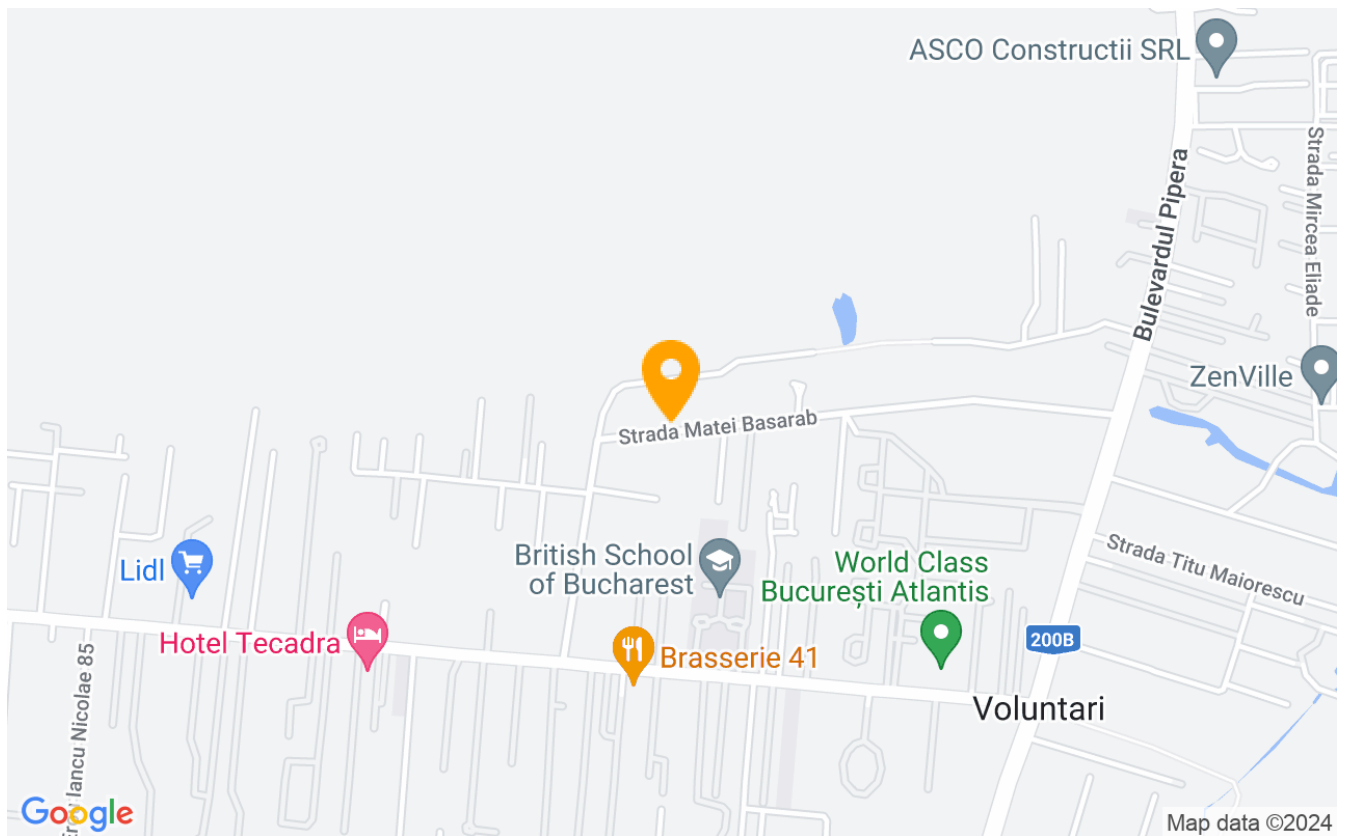 ASCO Constructii SRL
Bulevardul Pipera
Strada Mircea Eliade
ZenVille
Strada Matei Basarab
Lidl
British School
of Bucharest
World Class
București Atlantis
Strada Titu Maiorescu
Hotel Tecadra
Brasserie 41
200B
Voluntari
Iancu Nicolae 85
Google
Map data ©2024